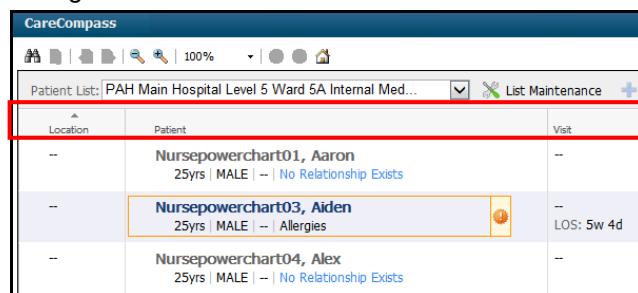 CareCompass
100%
Patient List: PAH Main Hospital Level 5 Ward 5A Internal Med... List Maintenance
Location Patient Visit
-- Nursepowerchart01, Aaron --
25yrs | MALE | -- | No Relationship Exists
-- Nursepowerchart03, Aiden --
25yrs | MALE | -- | Allergies LOS: 5w 4d
-- Nursepowerchart04, Alex --
25yrs | MALE | -- | No Relationship Exists